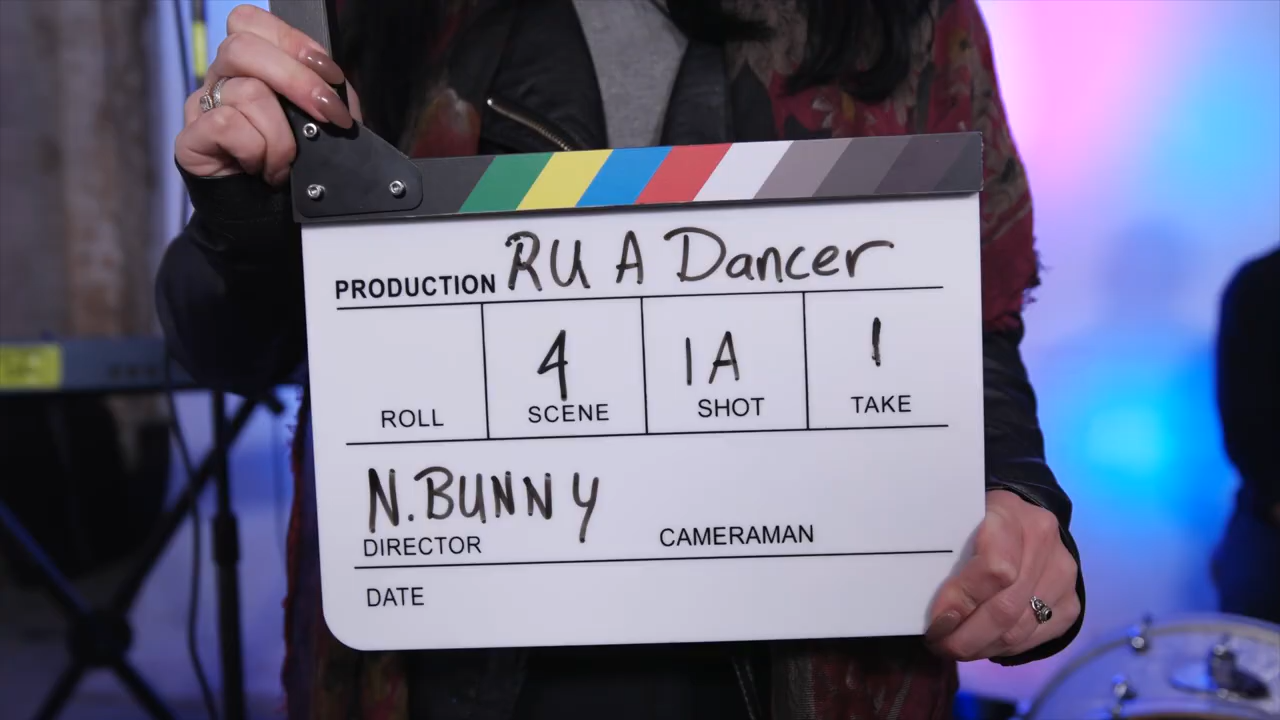 PRODUCTION RU A Dancer
4 1A 1
ROLL SCENE SHOT TAKE
N.BUNNY
DIRECTOR CAMERAMAN
DATE